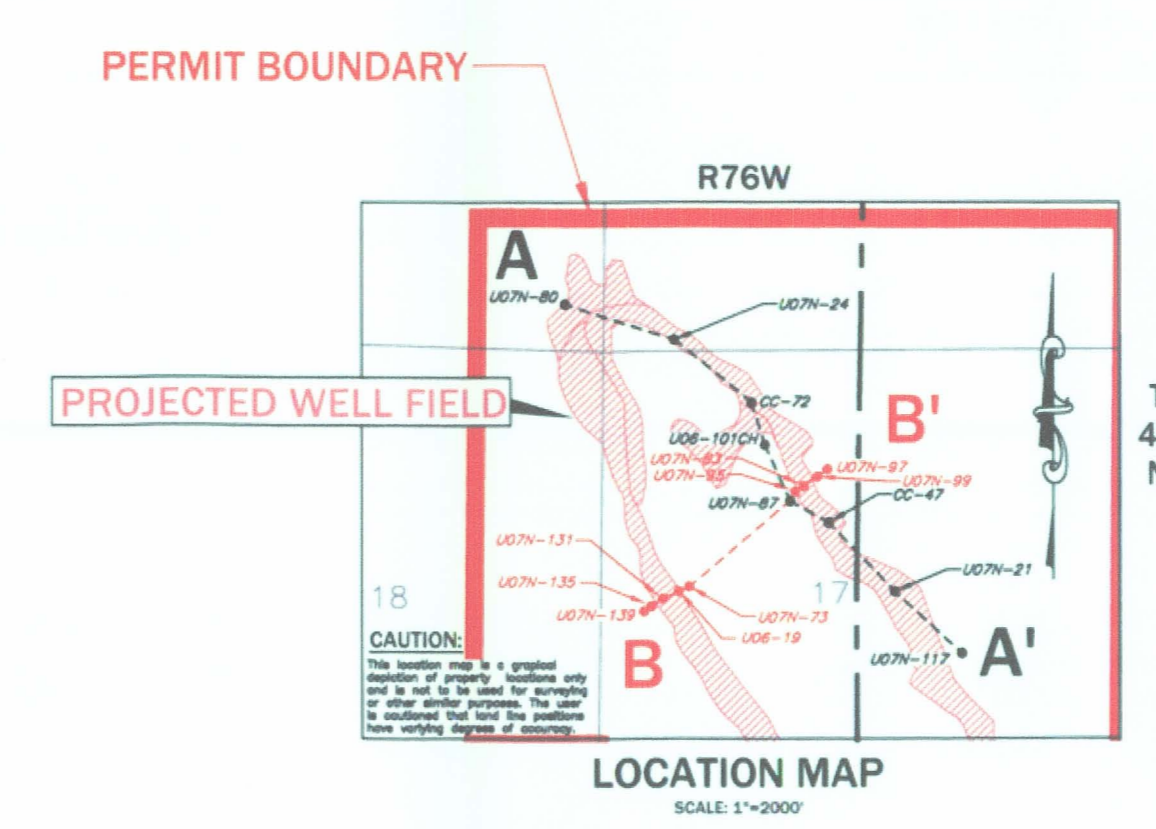 PERMIT BOUNDARY
R76W
A
U07N-80
U07N-24
PROJECTED WELL FIELD
CC-72
B'
U06-101CH
U07N-83
U07N-97
U07N-95
U07N-99
U07N-87
CC-47
T
4
N
U07N-131
U07N-21
U07N-135
18
17
U07N-139
U07N-73
U06-19
CAUTION:
B
U07N-117
A'
This location map is a grapical
depiction of property locations only
and is not to be used for surveying
or other similar purposes. The user
is cautioned that land line positions
have varying degrees of accuracy.
LOCATION MAP
SCALE: 1"=2000'